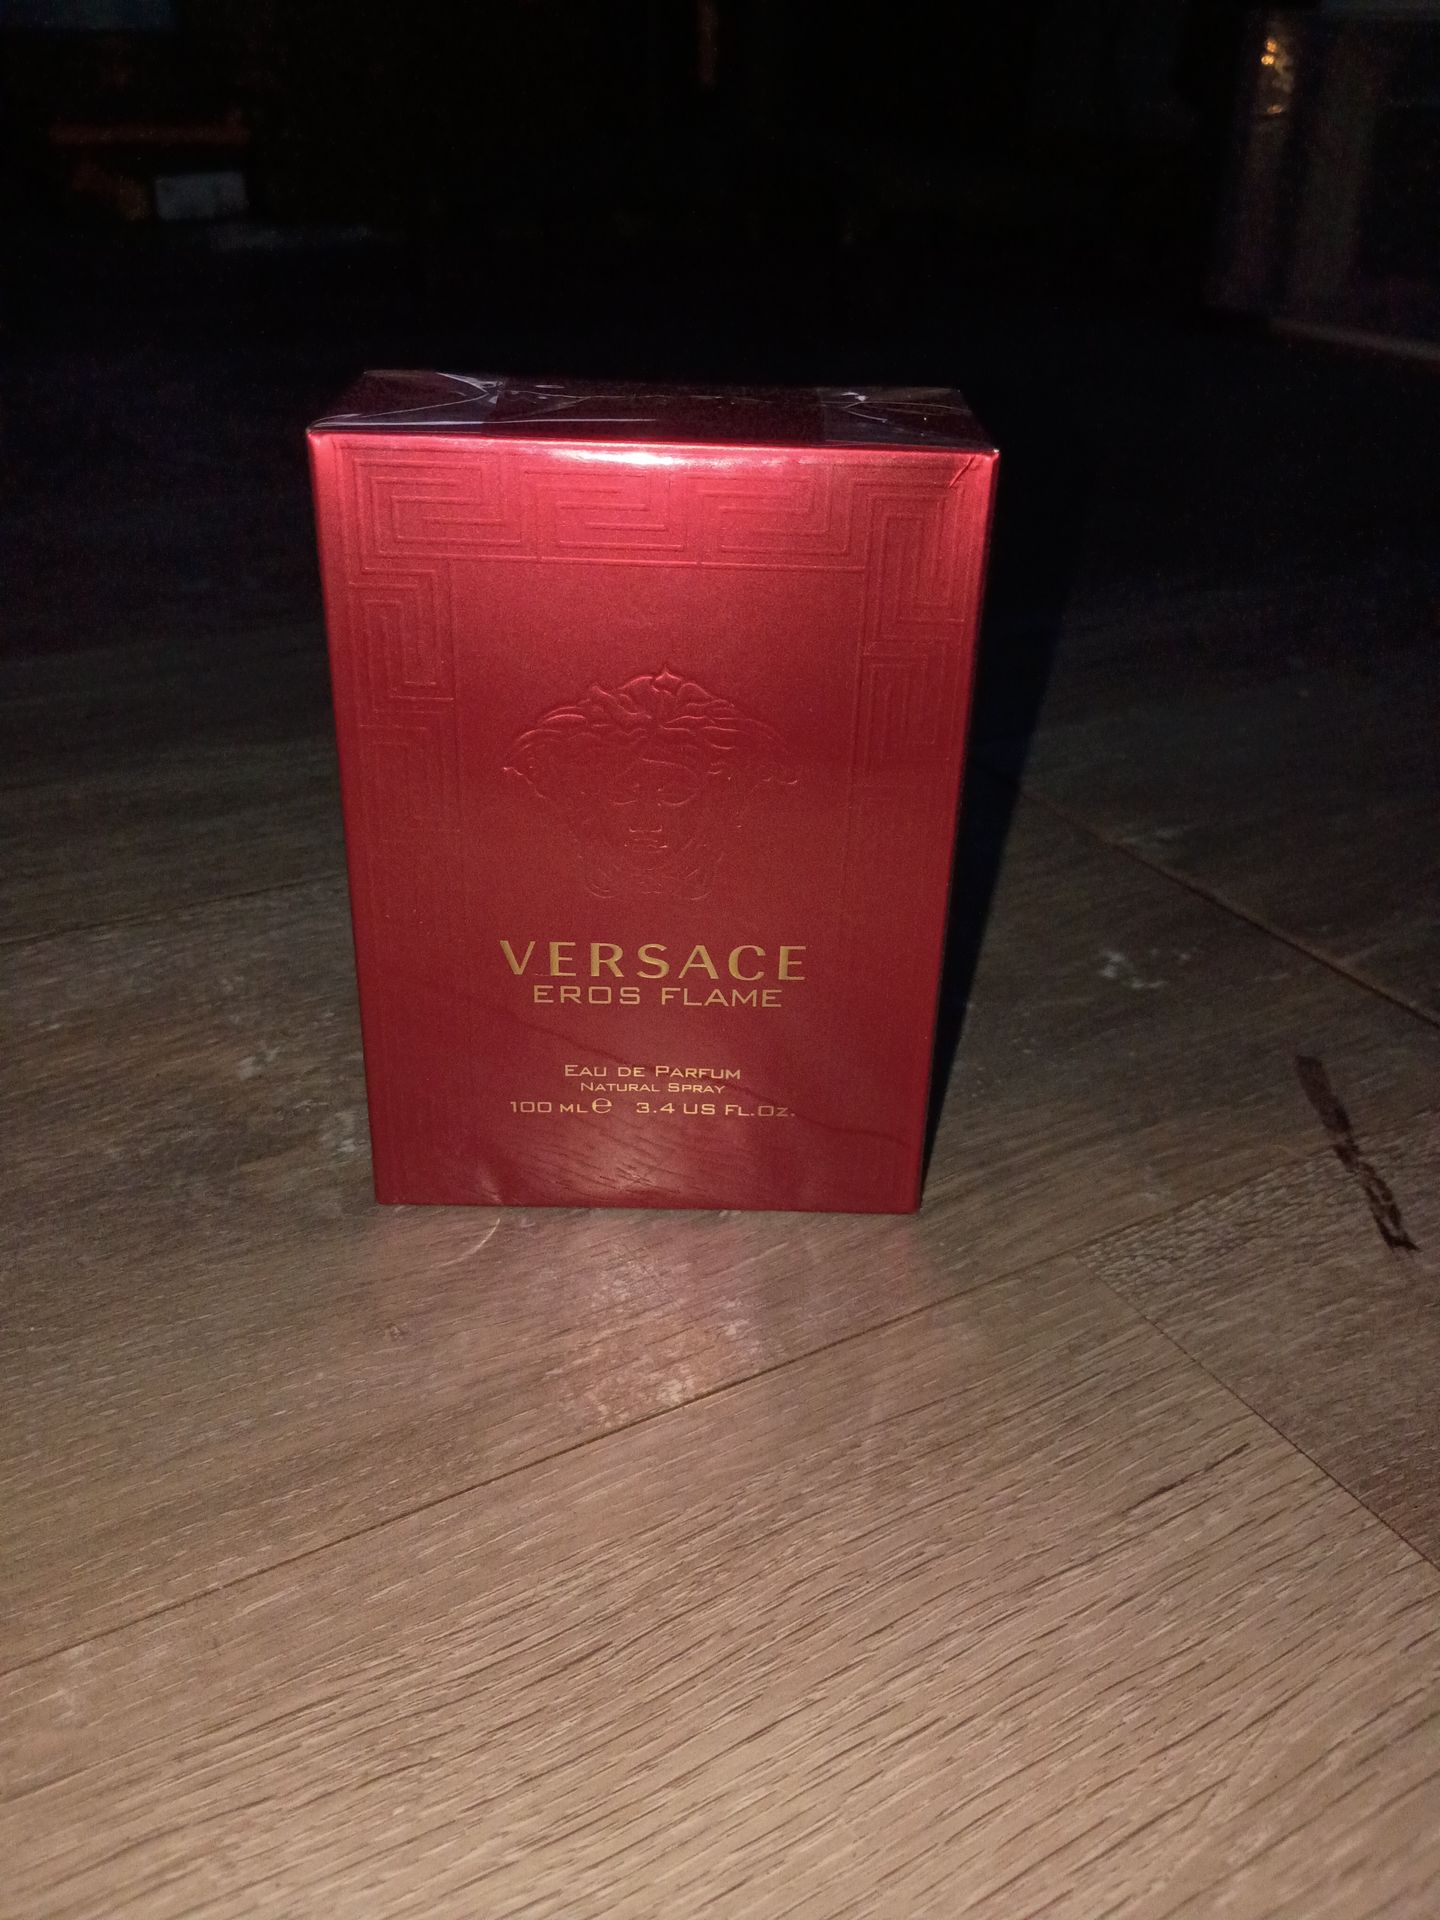 VERSACE
EROS FLAME
EAU DE PARFUM
NATURAL SPRAY
100 ML ℮ 3.4 US FL.OZ.